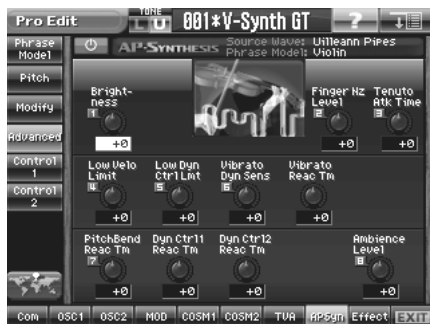 Pro Edit TONE L U 001*V-Synth GT ?
Phrase Model
AP-SYNTHESIS Source Wave: Uilleann Pipes
Phrase Model: Violin
Pitch
Modify
Advanced
Control 1
Control 2
Bright-
ness
1
+0
Finger Nz
Level
2
+0
Tenuto
Atk Time
3
+0
Low Velo
Limit
4
+0
Low Dyn
Ctrl Lmt
5
+0
Vibrato
Dyn Sens
6
+0
Vibrato
Reac Tm
+0
PitchBend
Reac Tm
7
+0
Dyn Ctrl1
Reac Tm
+0
Dyn Ctrl2
Reac Tm
+0
Ambience
Level
8
+0
Com OSC1 OSC2 MOD COSM1 COSM2 TVA APSyn Effect EXIT